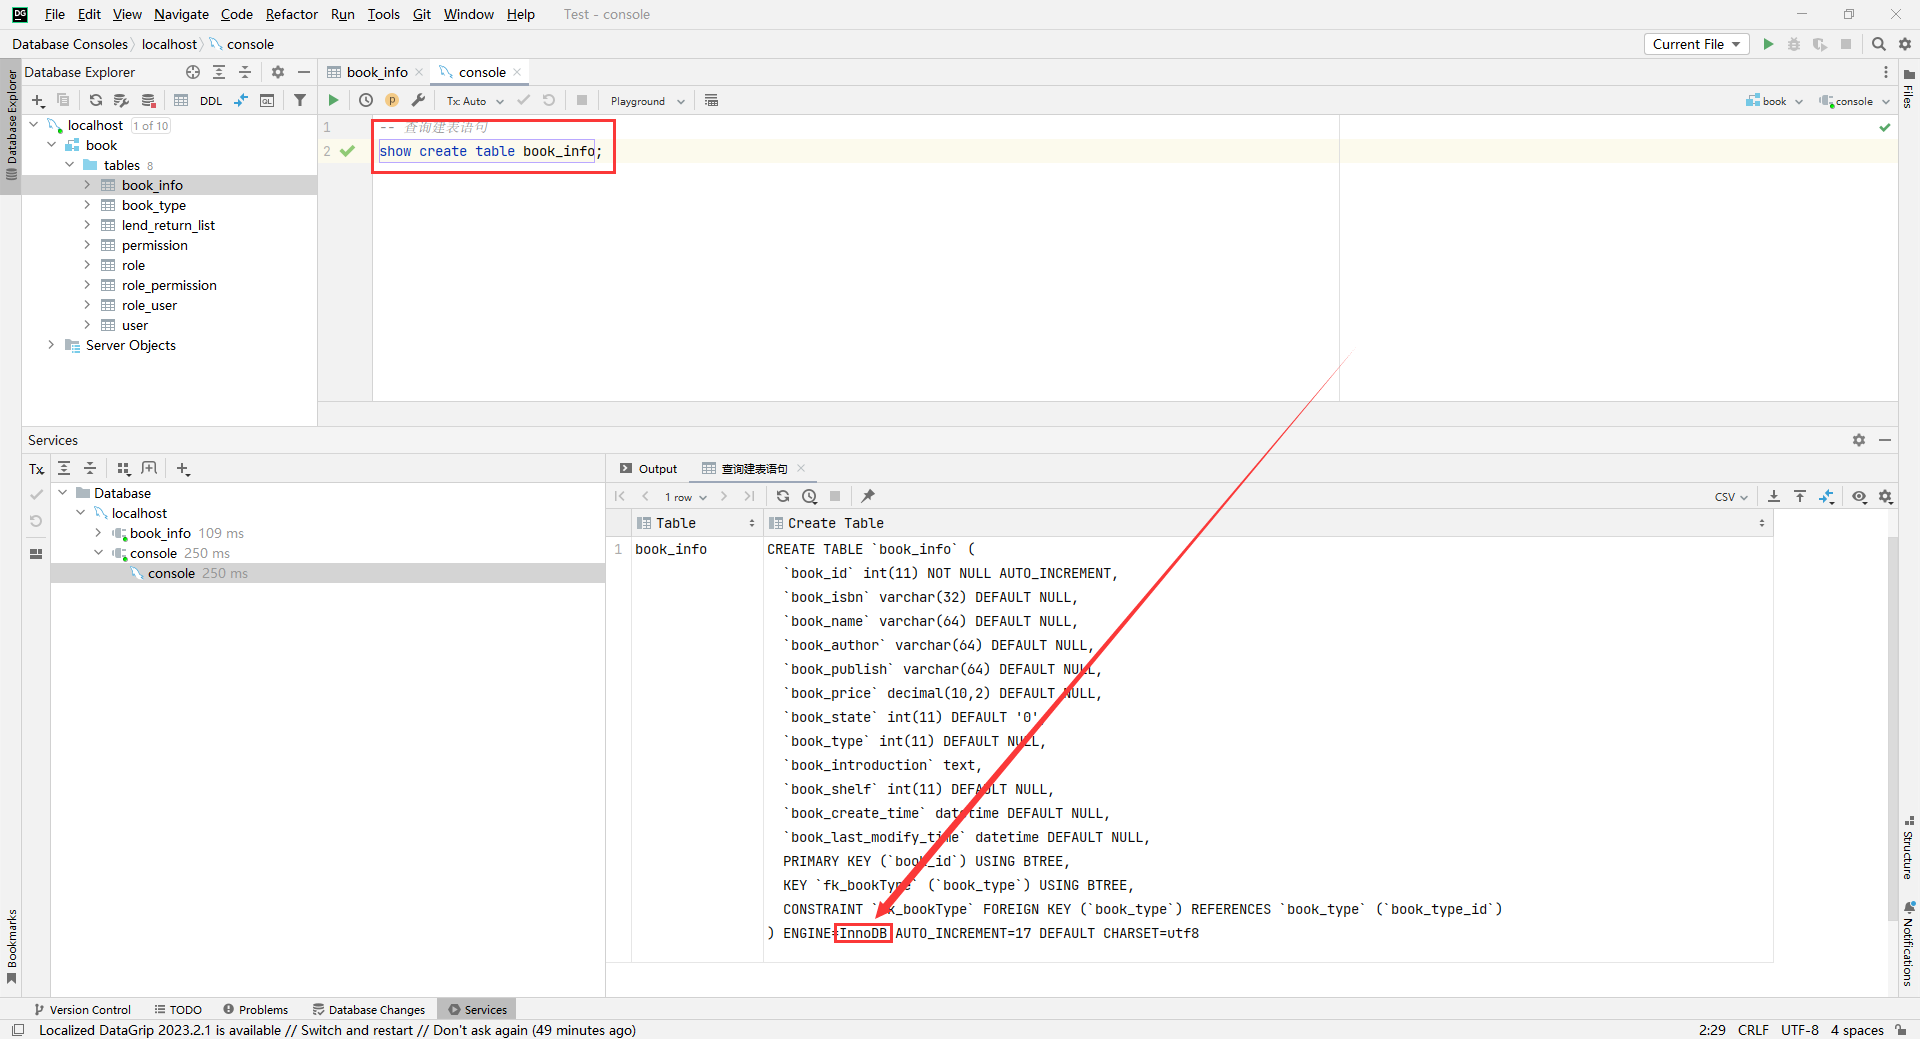 DG File Edit View Navigate Code Refactor Run Tools Git Window Help Test - console
Database Consoles localhost console Current File
Database Explorer book_info console
DDL Tx: Auto Playground book console
localhost 1 of 10
book
tables 8
book_info
book_type
lend_return_list
permission
role
role_permission
role_user
user
Server Objects
1 -- 查询建表语句
2 show create table book_info;
Database Explorer
Files
Services
Tx
Database
localhost
book_info 109 ms
console 250 ms
console 250 ms
Output 查询建表语句
1 row CSV
Table Create Table
1 book_info CREATE TABLE `book_info` (
`book_id` int(11) NOT NULL AUTO_INCREMENT,
`book_isbn` varchar(32) DEFAULT NULL,
`book_name` varchar(64) DEFAULT NULL,
`book_author` varchar(64) DEFAULT NULL,
`book_publish` varchar(64) DEFAULT NULL,
`book_price` decimal(10,2) DEFAULT NULL,
`book_state` int(11) DEFAULT '0',
`book_type` int(11) DEFAULT NULL,
`book_introduction` text,
`book_shelf` int(11) DEFAULT NULL,
`book_create_time` datetime DEFAULT NULL,
`book_last_modify_time` datetime DEFAULT NULL,
PRIMARY KEY (`book_id`) USING BTREE,
KEY `fk_bookType` (`book_type`) USING BTREE,
CONSTRAINT `fk_bookType` FOREIGN KEY (`book_type`) REFERENCES `book_type` (`book_type_id`)
) ENGINE=InnoDB AUTO_INCREMENT=17 DEFAULT CHARSET=utf8
Structure
Notifications
Bookmarks
Version Control TODO Problems Database Changes Services
Localized DataGrip 2023.2.1 is available // Switch and restart // Don't ask again (49 minutes ago) 2:29 CRLF UTF-8 4 spaces